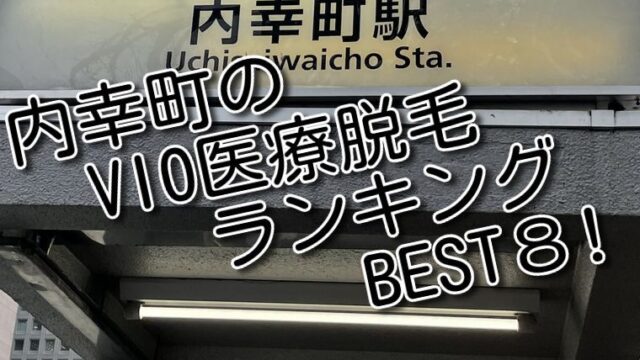 内幸町駅
Uchisaiwaicho Sta.
内幸町の
VIO医療脱毛
ランキング
BEST８！